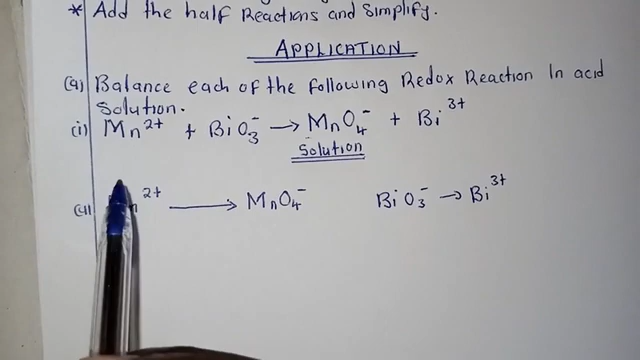 * Add the half Reactions and Simplify.
APPLICATION
(a) Balance each of the following Redox Reaction In acid
Solution.
(i) Mn²⁺ + BiO₃⁻ → MnO₄⁻ + Bi³⁺
Solution
²⁺ → MnO₄⁻ BiO₃⁻ → Bi³⁺